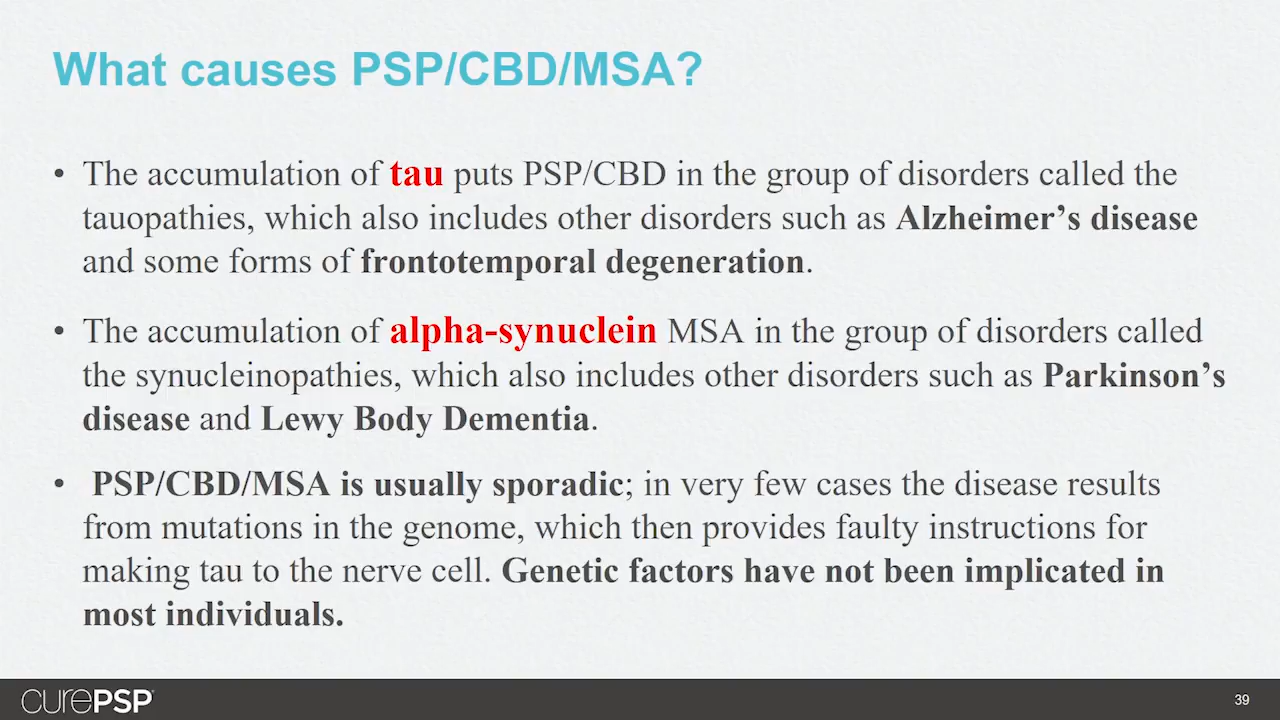 What causes PSP/CBD/MSA?
• The accumulation of tau puts PSP/CBD in the group of disorders called the
tauopathies, which also includes other disorders such as Alzheimer’s disease
and some forms of frontotemporal degeneration.
• The accumulation of alpha-synuclein MSA in the group of disorders called
the synucleinopathies, which also includes other disorders such as Parkinson’s
disease and Lewy Body Dementia.
• PSP/CBD/MSA is usually sporadic; in very few cases the disease results
from mutations in the genome, which then provides faulty instructions for
making tau to the nerve cell. Genetic factors have not been implicated in
most individuals.
curePSP
39